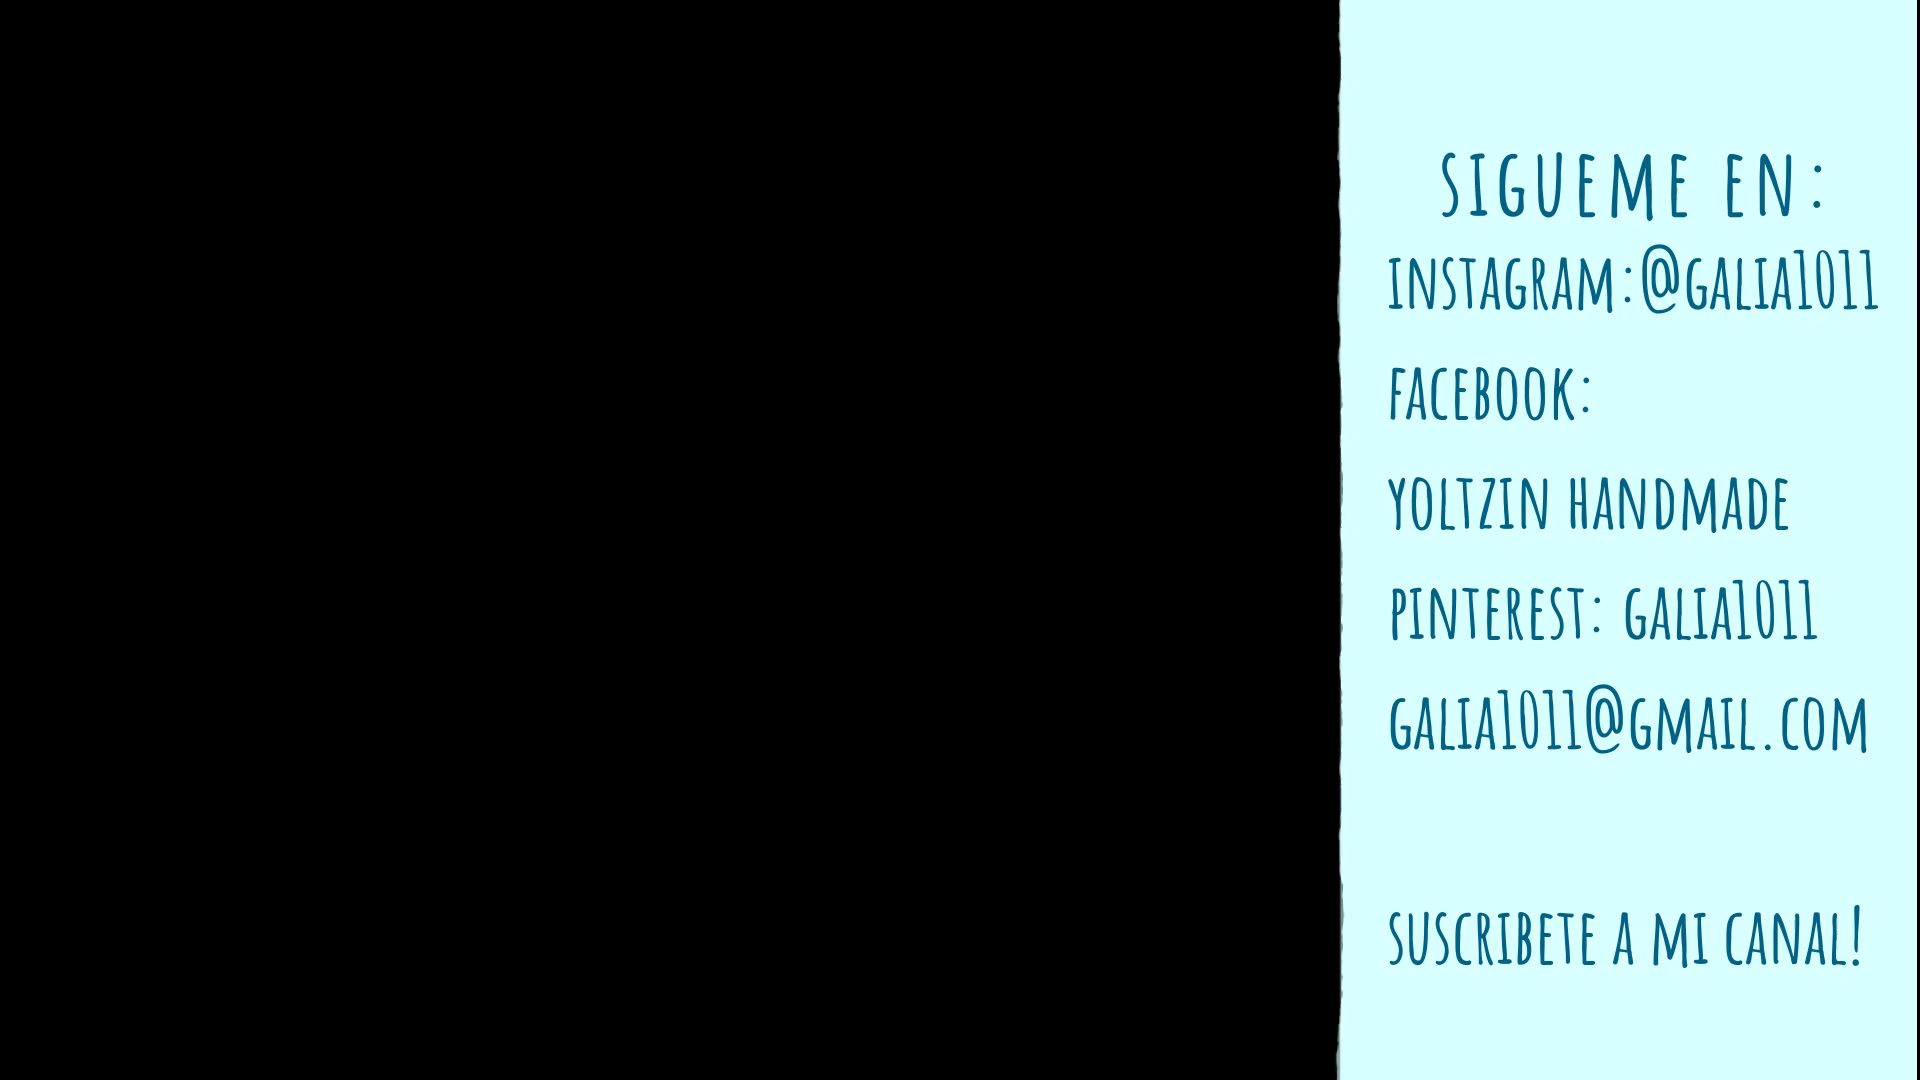 SIGUEME EN:
INSTAGRAM:@GALIA1011
FACEBOOK:
YOLTZIN HANDMADE
PINTEREST: GALIA1011
GALIA1011@GMAIL.COM
SUSCRIBETE A MI CANAL!